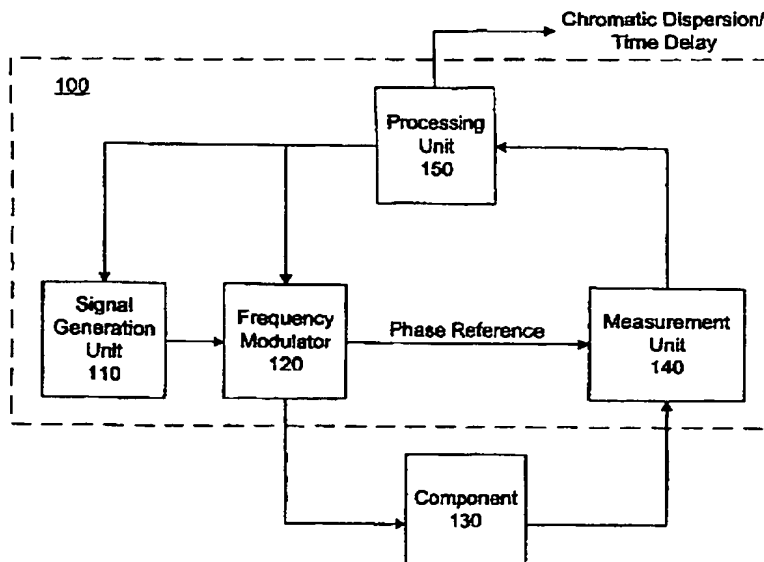 Chromatic Dispersion/
Time Delay
100
Processing
Unit
150
Signal
Generation
Unit
110
Frequency
Modulator
120
Phase Reference
Measurement
Unit
140
Component
130